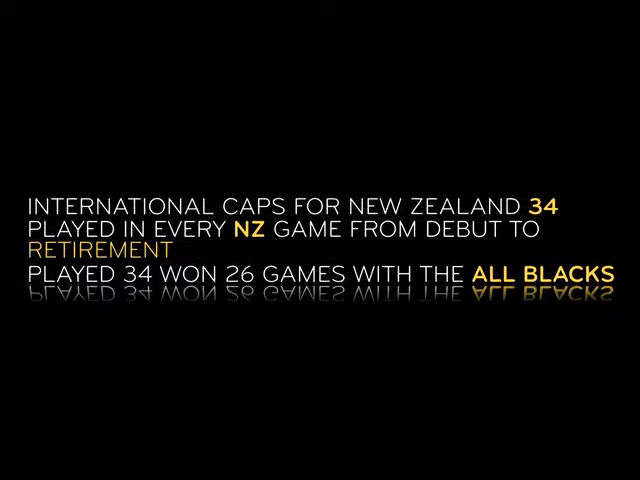 INTERNATIONAL CAPS FOR NEW ZEALAND 34
PLAYED IN EVERY NZ GAME FROM DEBUT TO
RETIREMENT
PLAYED 34 WON 26 GAMES WITH THE ALL BLACKS